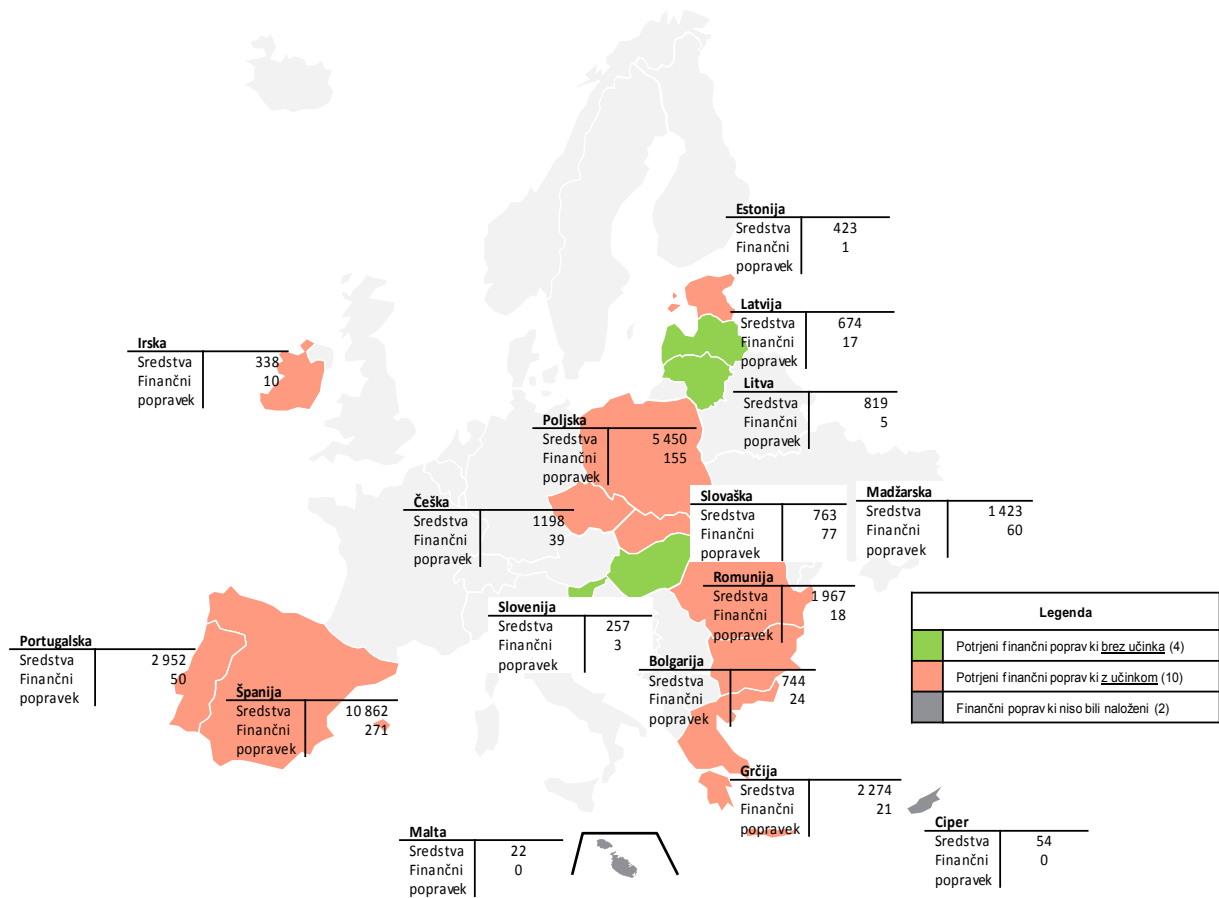 Estonija
Sredstva 423
Finančni 1
popravek
Latvija
Sredstva 674
Finančni 17
popravek
Irska
Sredstva 338
Finančni 10
popravek
Litva
Sredstva 819
Finančni 5
popravek
Poljska
Sredstva 5 450
Finančni 155
popravek
Češka
Sredstva 1198
Finančni 39
popravek
Slovaška
Sredstva 763
Finančni 77
popravek
Madžarska
Sredstva 1 423
Finančni 60
popravek
Romunija
Sredstva 1 967
Finančni 18
popravek
Slovenija
Sredstva 257
Finančni 3
popravek
Portugalska
Sredstva 2 952
Finančni 50
popravek
Španija
Sredstva 10 862
Finančni 271
popravek
Bolgarija
Sredstva 744
Finančni 24
popravek
Legenda
Potrjeni finančni popravki brez učinka (4)
Potrjeni finančni popravki z učinkom (10)
Finančni popravki niso bili naloženi (2)
Grčija
Sredstva 2 274
Finančni 21
popravek
Malta
Sredstva 22
Finančni 0
popravek
Ciper
Sredstva 54
Finančni 0
popravek